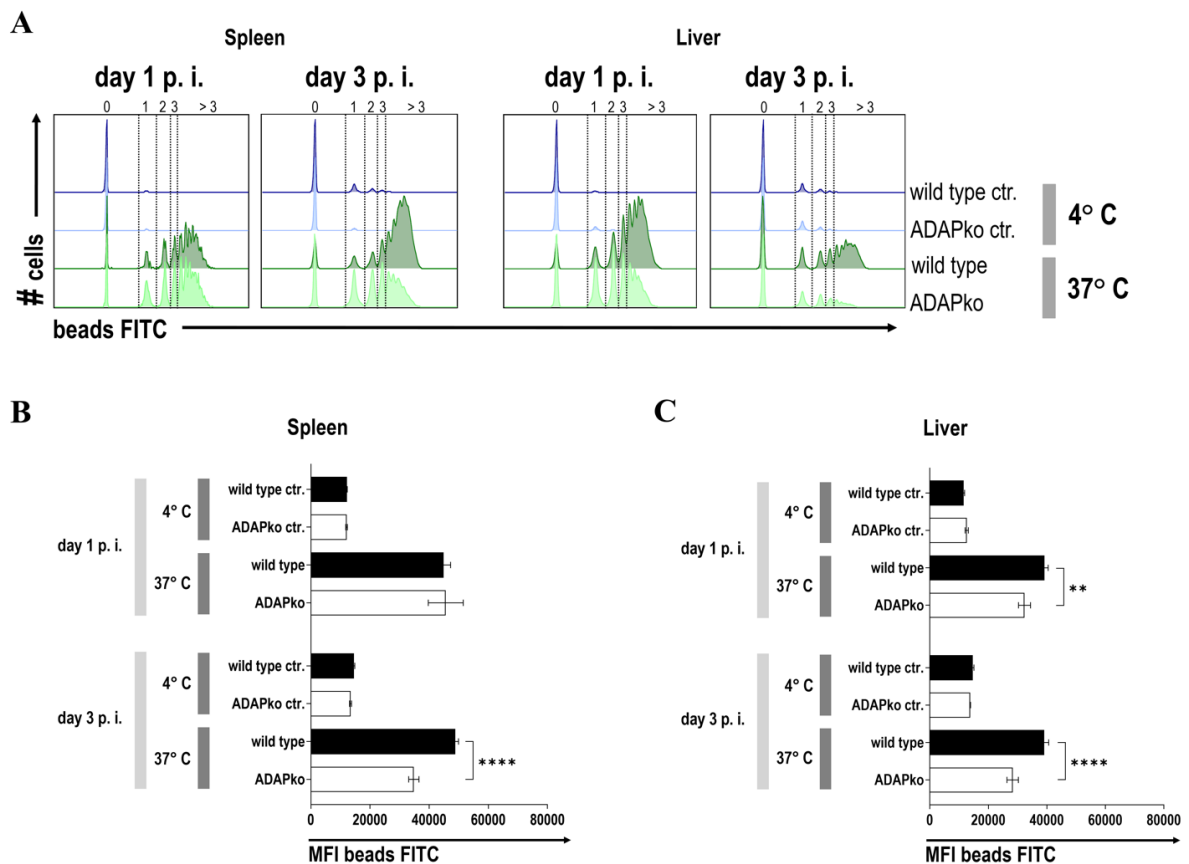 A
Spleen
Liver
day 1 p. i.
day 3 p. i.
day 1 p. i.
day 3 p. i.
0 1 2 3 > 3
0 1 2 3 > 3
0 1 2 3 > 3
0 1 2 3 > 3
# cells
wild type ctr.
ADAPko ctr.
wild type
ADAPko
4° C
37° C
beads FITC
B
Spleen
day 1 p. i.
4° C
wild type ctr.
ADAPko ctr.
37° C
wild type
ADAPko
day 3 p. i.
4° C
wild type ctr.
ADAPko ctr.
37° C
wild type
ADAPko
****
0 20000 40000 60000 80000
MFI beads FITC
C
Liver
day 1 p. i.
4° C
wild type ctr.
ADAPko ctr.
37° C
wild type
ADAPko
**
day 3 p. i.
4° C
wild type ctr.
ADAPko ctr.
37° C
wild type
ADAPko
****
0 20000 40000 60000 80000
MFI beads FITC